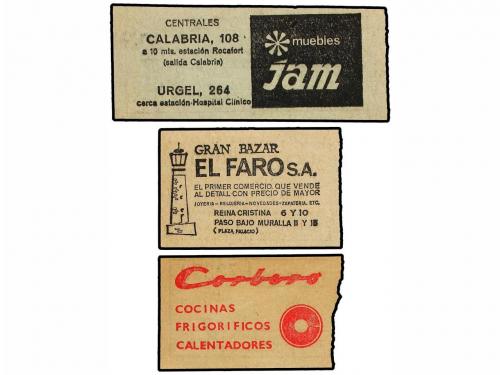 CENTRALES
CALABRIA, 108
a 10 mts. estación Rocafort
(salida Calabria)
URGEL, 264
cerca estación-Hospital Clínico
muebles
jam
GRAN BAZAR
EL FARO S.A.
EL PRIMER COMERCIO QUE VENDE
AL DETALL CON PRECIO DE MAYOR
JOYERIA - RELOJERIA - NOVEDADES - ZAPATERIA, ETC.
REINA CRISTINA 6 Y 10
PASO BAJO MURALLA 11 Y 13
(PLAZA PALACIO)
Corbero
COCINAS
FRIGORIFICOS
CALENTADORES